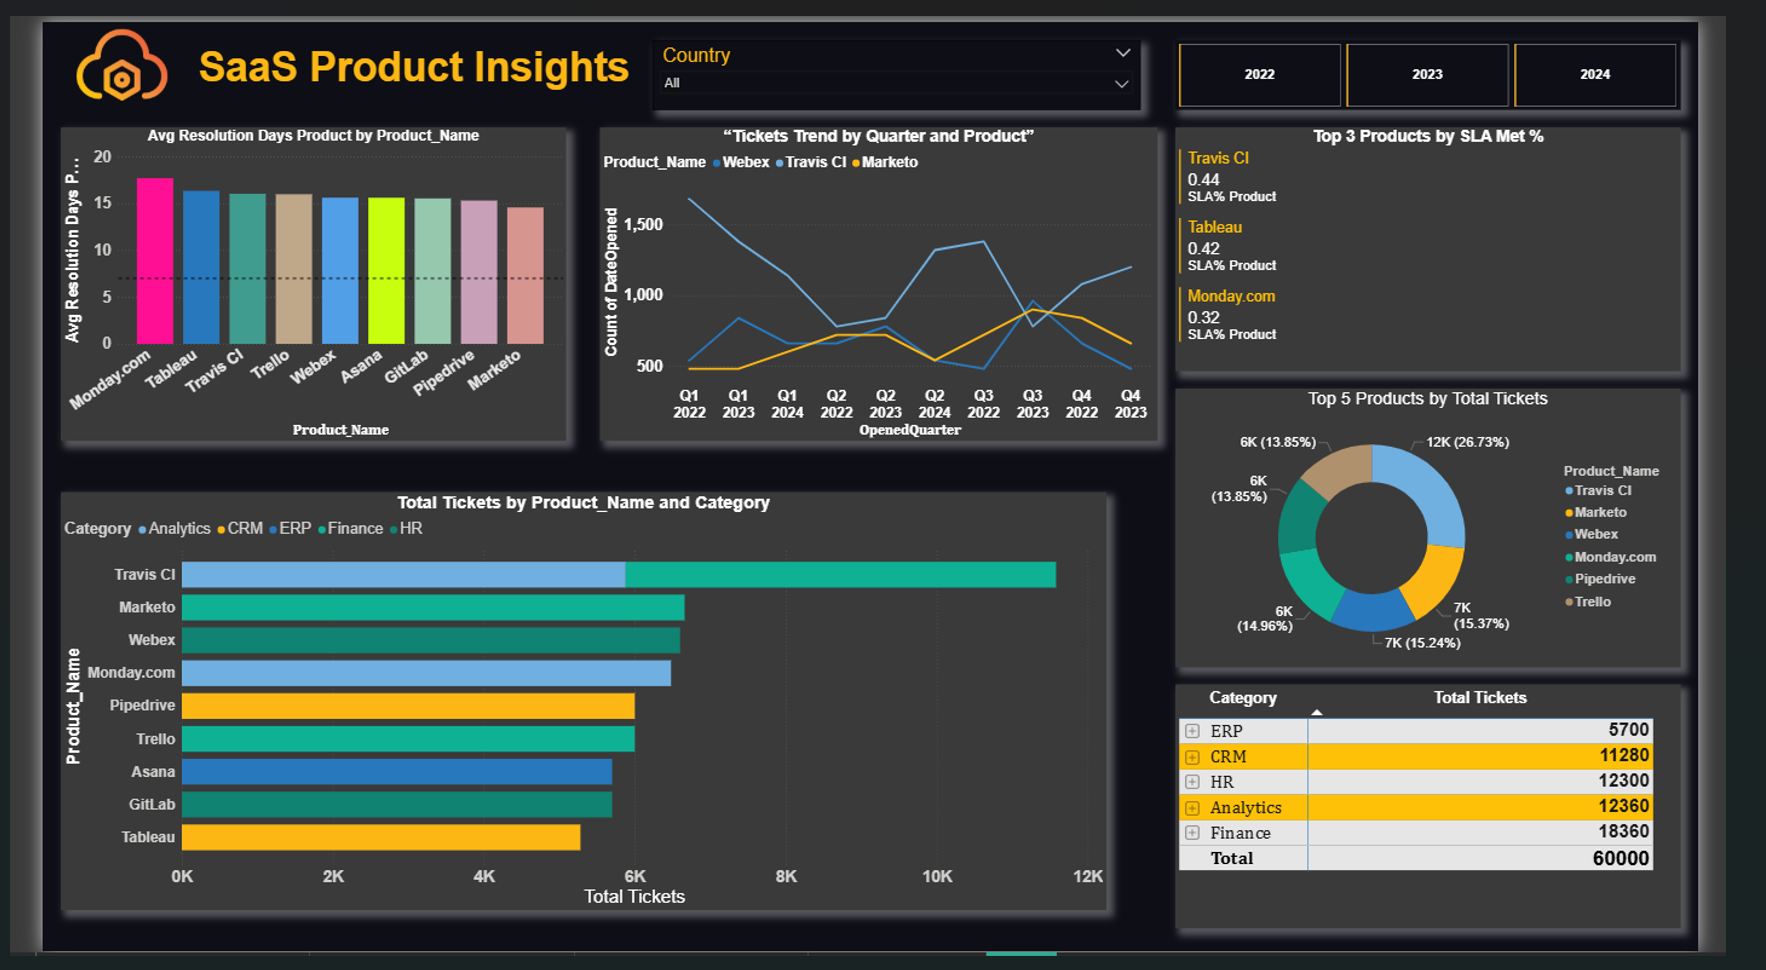 SaaS Product Insights
Country
All
2022
2023
2024
Avg Resolution Days Product by Product_Name
Avg Resolution Days P...
20
15
10
5
0
Monday.com
Tableau
Travis CI
Trello
Webex
Asana
GitLab
Pipedrive
Marketo
Product_Name
“Tickets Trend by Quarter and Product”
Product_Name Webex Travis CI Marketo
Count of DateOpened
1,500
1,000
500
Q1 Q1 Q1 Q2 Q2 Q2 Q3 Q3 Q4 Q4
2022 2023 2024 2022 2023 2024 2022 2023 2022 2023
OpenedQuarter
Top 3 Products by SLA Met %
Travis CI
0.44
SLA% Product
Tableau
0.42
SLA% Product
Monday.com
0.32
SLA% Product
Top 5 Products by Total Tickets
6K (13.85%)
12K (26.73%)
6K
(13.85%)
6K
(14.96%)
7K
(15.37%)
7K (15.24%)
Product_Name
Travis CI
Marketo
Webex
Monday.com
Pipedrive
Trello
Total Tickets by Product_Name and Category
Category Analytics CRM ERP Finance HR
Product_Name
Travis CI
Marketo
Webex
Monday.com
Pipedrive
Trello
Asana
GitLab
Tableau
0K 2K 4K 6K 8K 10K 12K
Total Tickets
Category Total Tickets
ERP 5700
CRM 11280
HR 12300
Analytics 12360
Finance 18360
Total 60000